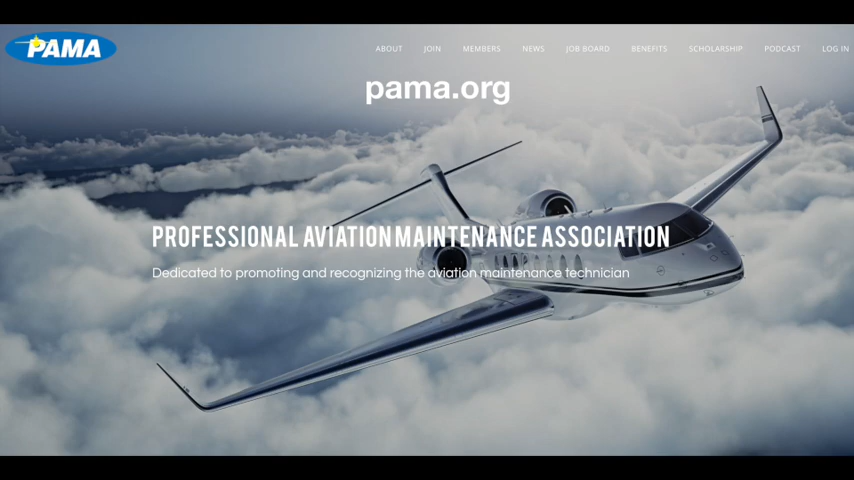 PAMA
ABOUT JOIN MEMBERS NEWS JOB BOARD BENEFITS SCHOLARSHIP PODCAST LOG IN
pama.org
PROFESSIONAL AVIATION MAINTENANCE ASSOCIATION
Dedicated to promoting and recognizing the aviation maintenance technician